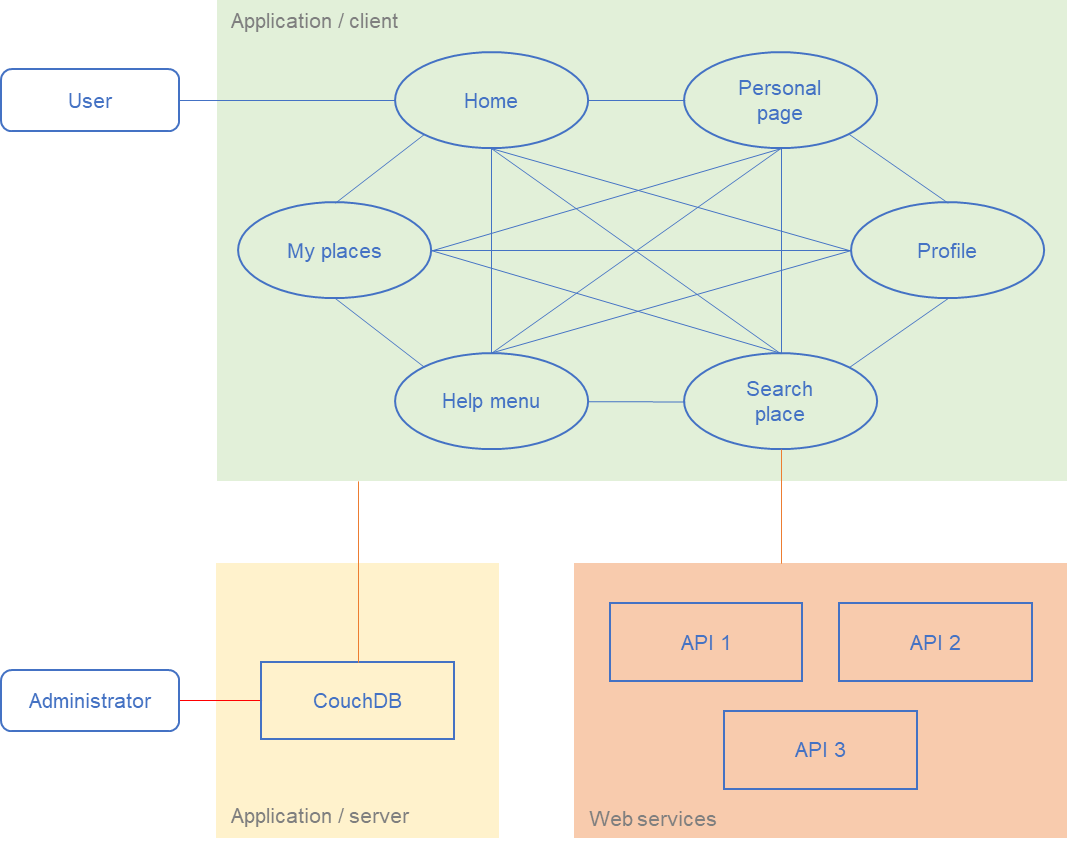 Application / client
User
Home
Personal
page
My places
Profile
Help menu
Search
place
API 1
API 2
Administrator
CouchDB
API 3
Application / server
Web services